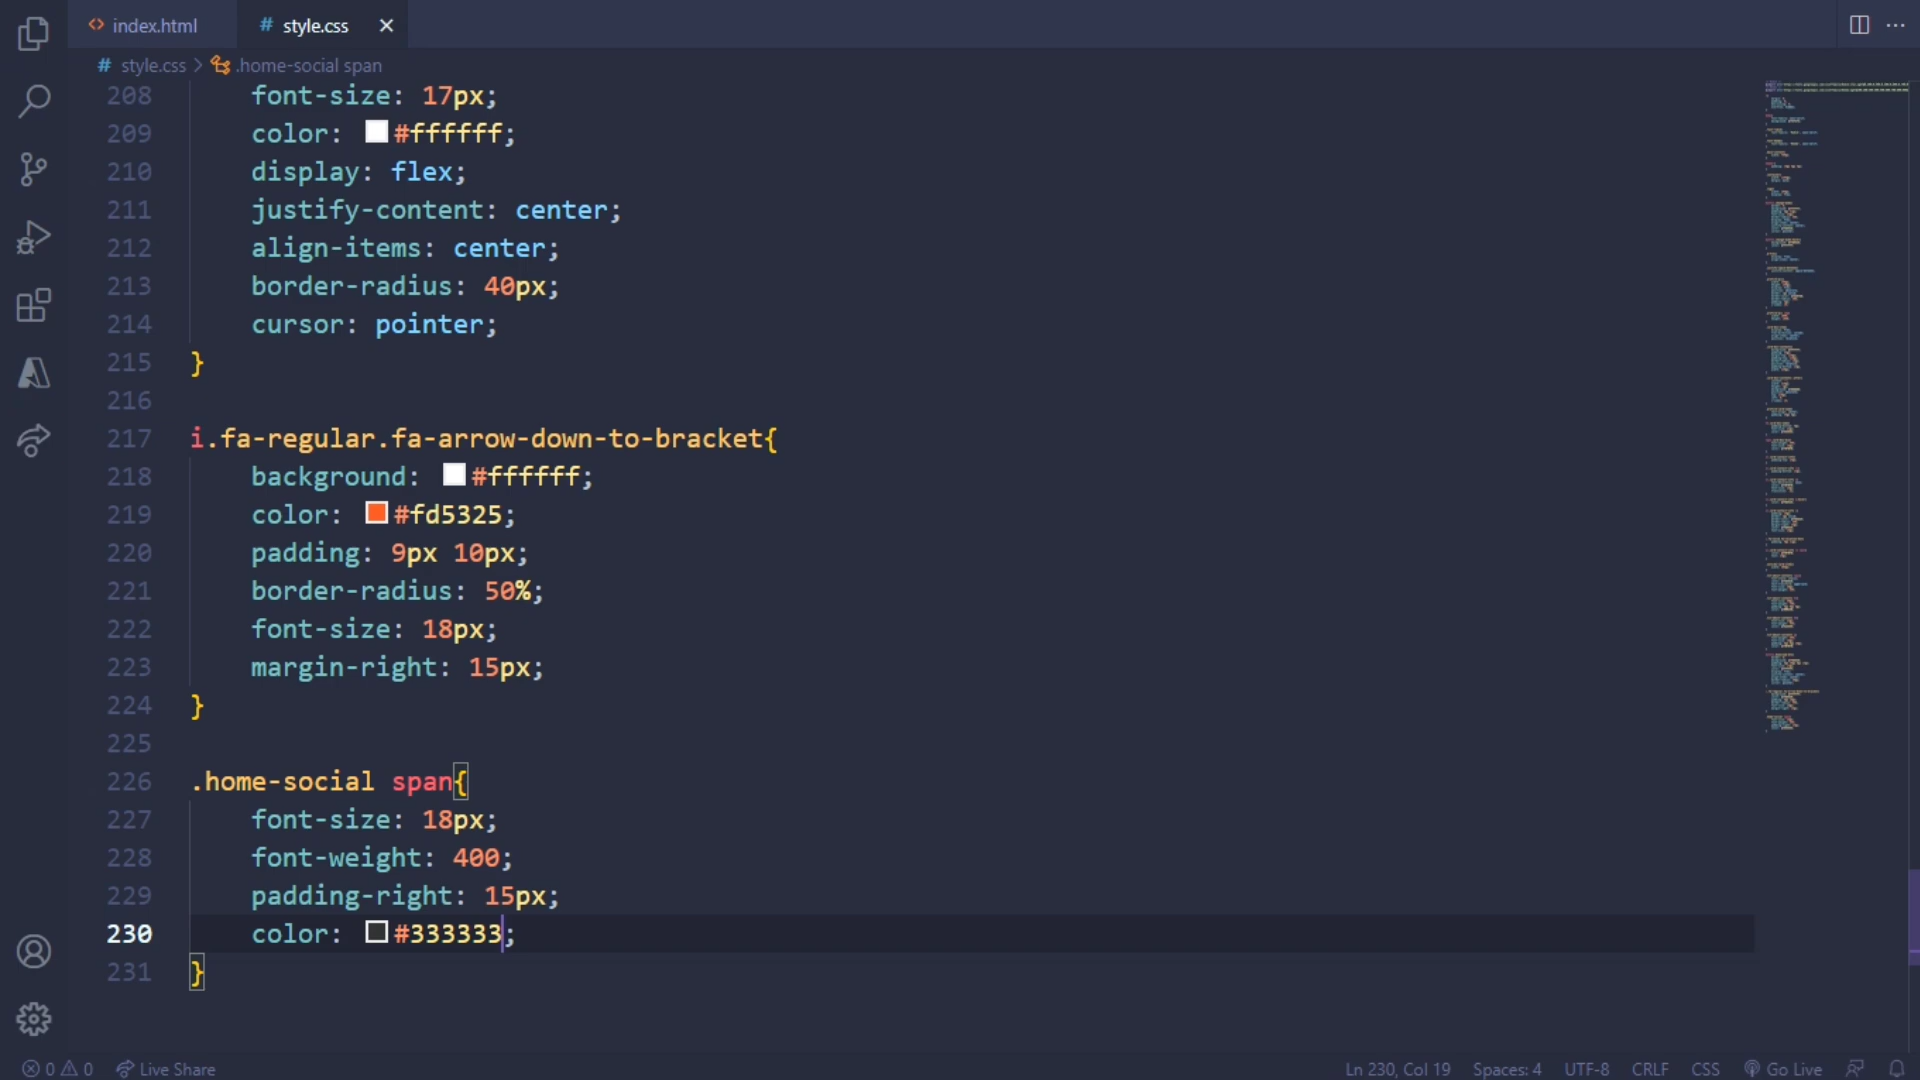 <> index.html
# style.css ×
# style.css > .home-social span
208 font-size: 17px;
209 color: #ffffff;
210 display: flex;
211 justify-content: center;
212 align-items: center;
213 border-radius: 40px;
214 cursor: pointer;
215 }
216
217 i.fa-regular.fa-arrow-down-to-bracket{
218 background: #ffffff;
219 color: #fd5325;
220 padding: 9px 10px;
221 border-radius: 50%;
222 font-size: 18px;
223 margin-right: 15px;
224 }
225
226 .home-social span{
227 font-size: 18px;
228 font-weight: 400;
229 padding-right: 15px;
230 color: #333333;
231 }
0 0 Live Share Ln 230, Col 19 Spaces: 4 UTF-8 CRLF CSS Go Live